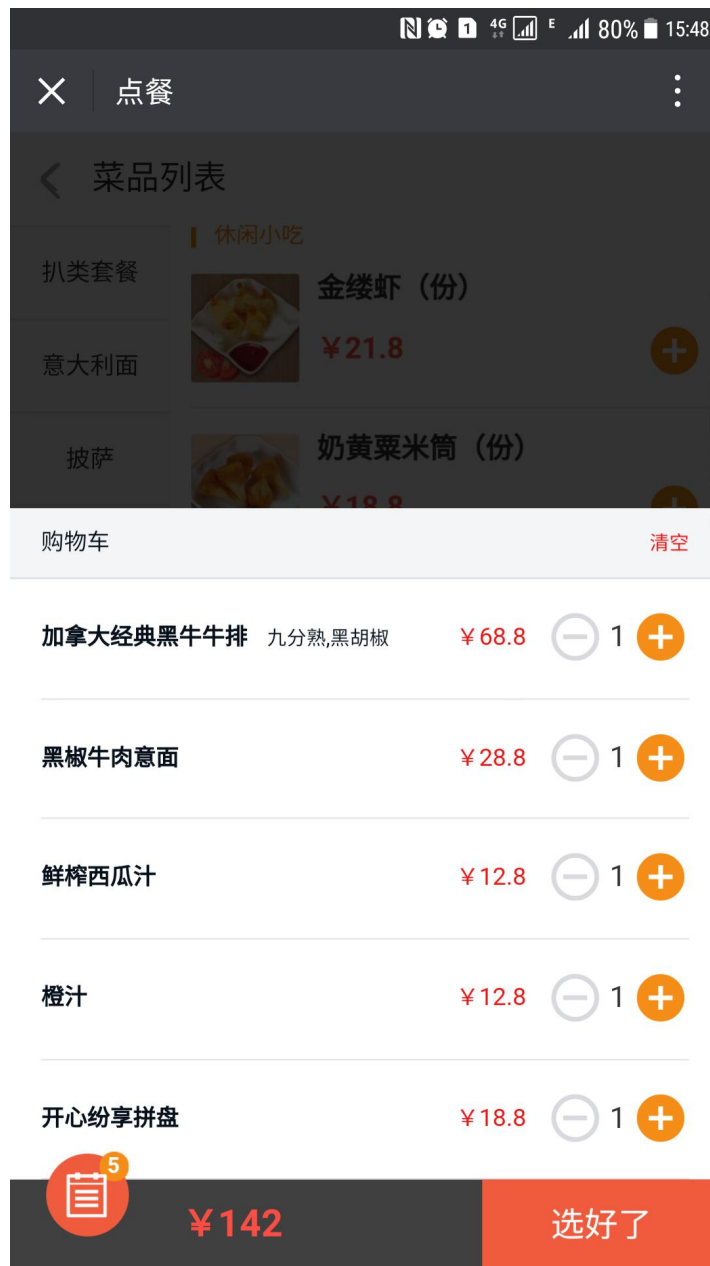 N 1 4G E 80% 15:48
点餐
菜品列表
休闲小吃
扒类套餐
金缕虾（份）
￥21.8
意大利面
披萨
奶黄粟米筒（份）
￥18.8
购物车 清空
加拿大经典黑牛牛排 九分熟,黑胡椒 ￥68.8 1
黑椒牛肉意面 ￥28.8 1
鲜榨西瓜汁 ￥12.8 1
橙汁 ￥12.8 1
开心纷享拼盘 ￥18.8 1
5
￥142 选好了